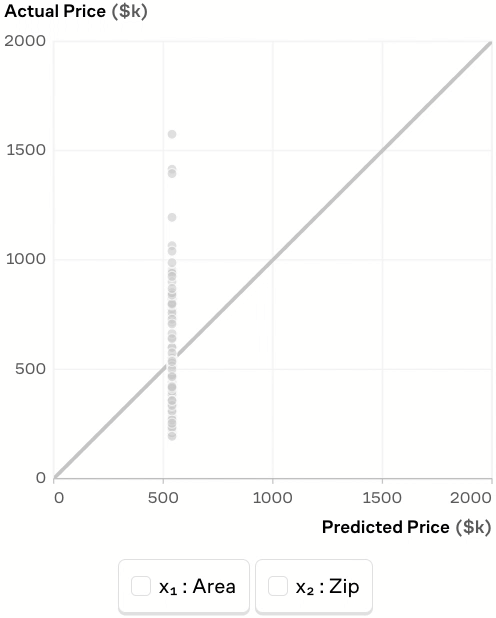 Actual Price ($k)
2000
1500
1000
500
0
0 500 1000 1500 2000
Predicted Price ($k)
x₁ : Area x₂ : Zip